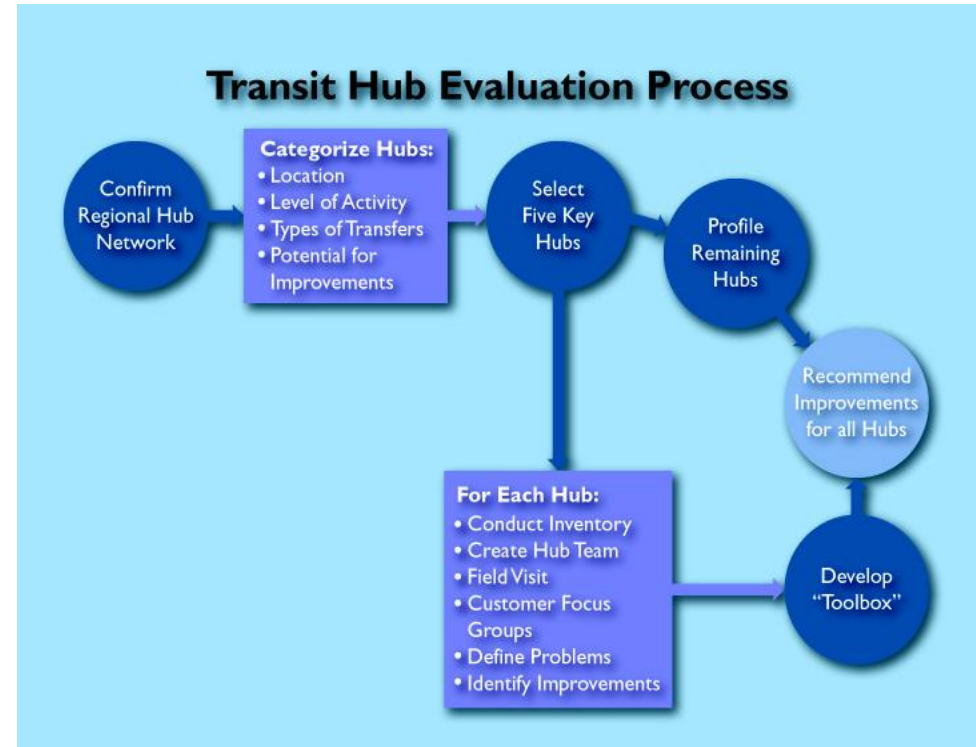 Transit Hub Evaluation Process
Confirm
Regional Hub
Network
Categorize Hubs:
• Location
• Level of Activity
• Types of Transfers
• Potential for
Improvements
Select
Five Key
Hubs
Profile
Remaining
Hubs
Recommend
Improvements
for all Hubs
For Each Hub:
• Conduct Inventory
• Create Hub Team
• Field Visit
• Customer Focus
Groups
• Define Problems
• Identify Improvements
Develop
“Toolbox”